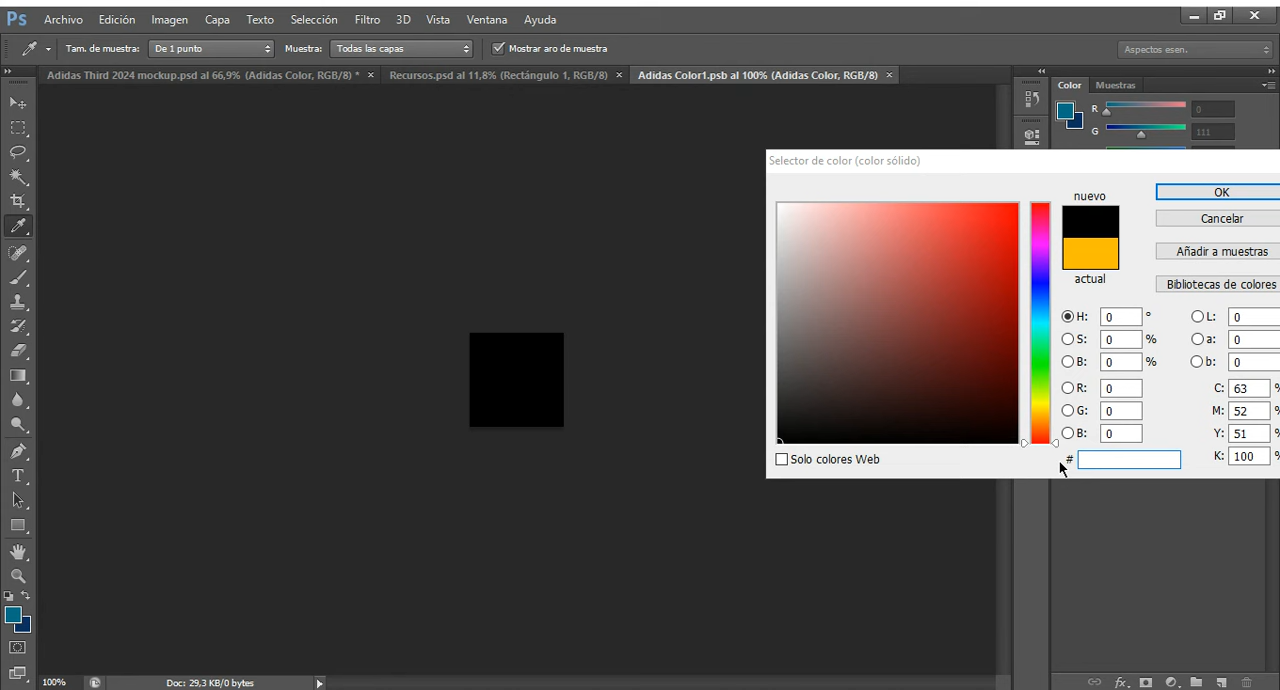 Ps Archivo Edición Imagen Capa Texto Selección Filtro 3D Vista Ventana Ayuda
Tam. de muestra: De 1 punto Muestra: Todas las capas Mostrar aro de muestra Aspectos esen.
Adidas Third 2024 mockup.psd al 66,9% (Adidas Color, RGB/8) * × Recursos.psd al 11,8% (Rectángulo 1, RGB/8) × Adidas Color1.psb al 100% (Adidas Color, RGB/8) ×
Color Muestras
R 0
G 111
Selector de color (color sólido)
nuevo
actual
OK
Cancelar
Añadir a muestras
Bibliotecas de colores
H: 0 ° L: 0
S: 0 % a: 0
B: 0 % b: 0
R: 0 C: 63 %
G: 0 M: 52 %
B: 0 Y: 51 %
# K: 100 %
Solo colores Web
T
100% Doc: 29,3 KB/0 bytes
fx